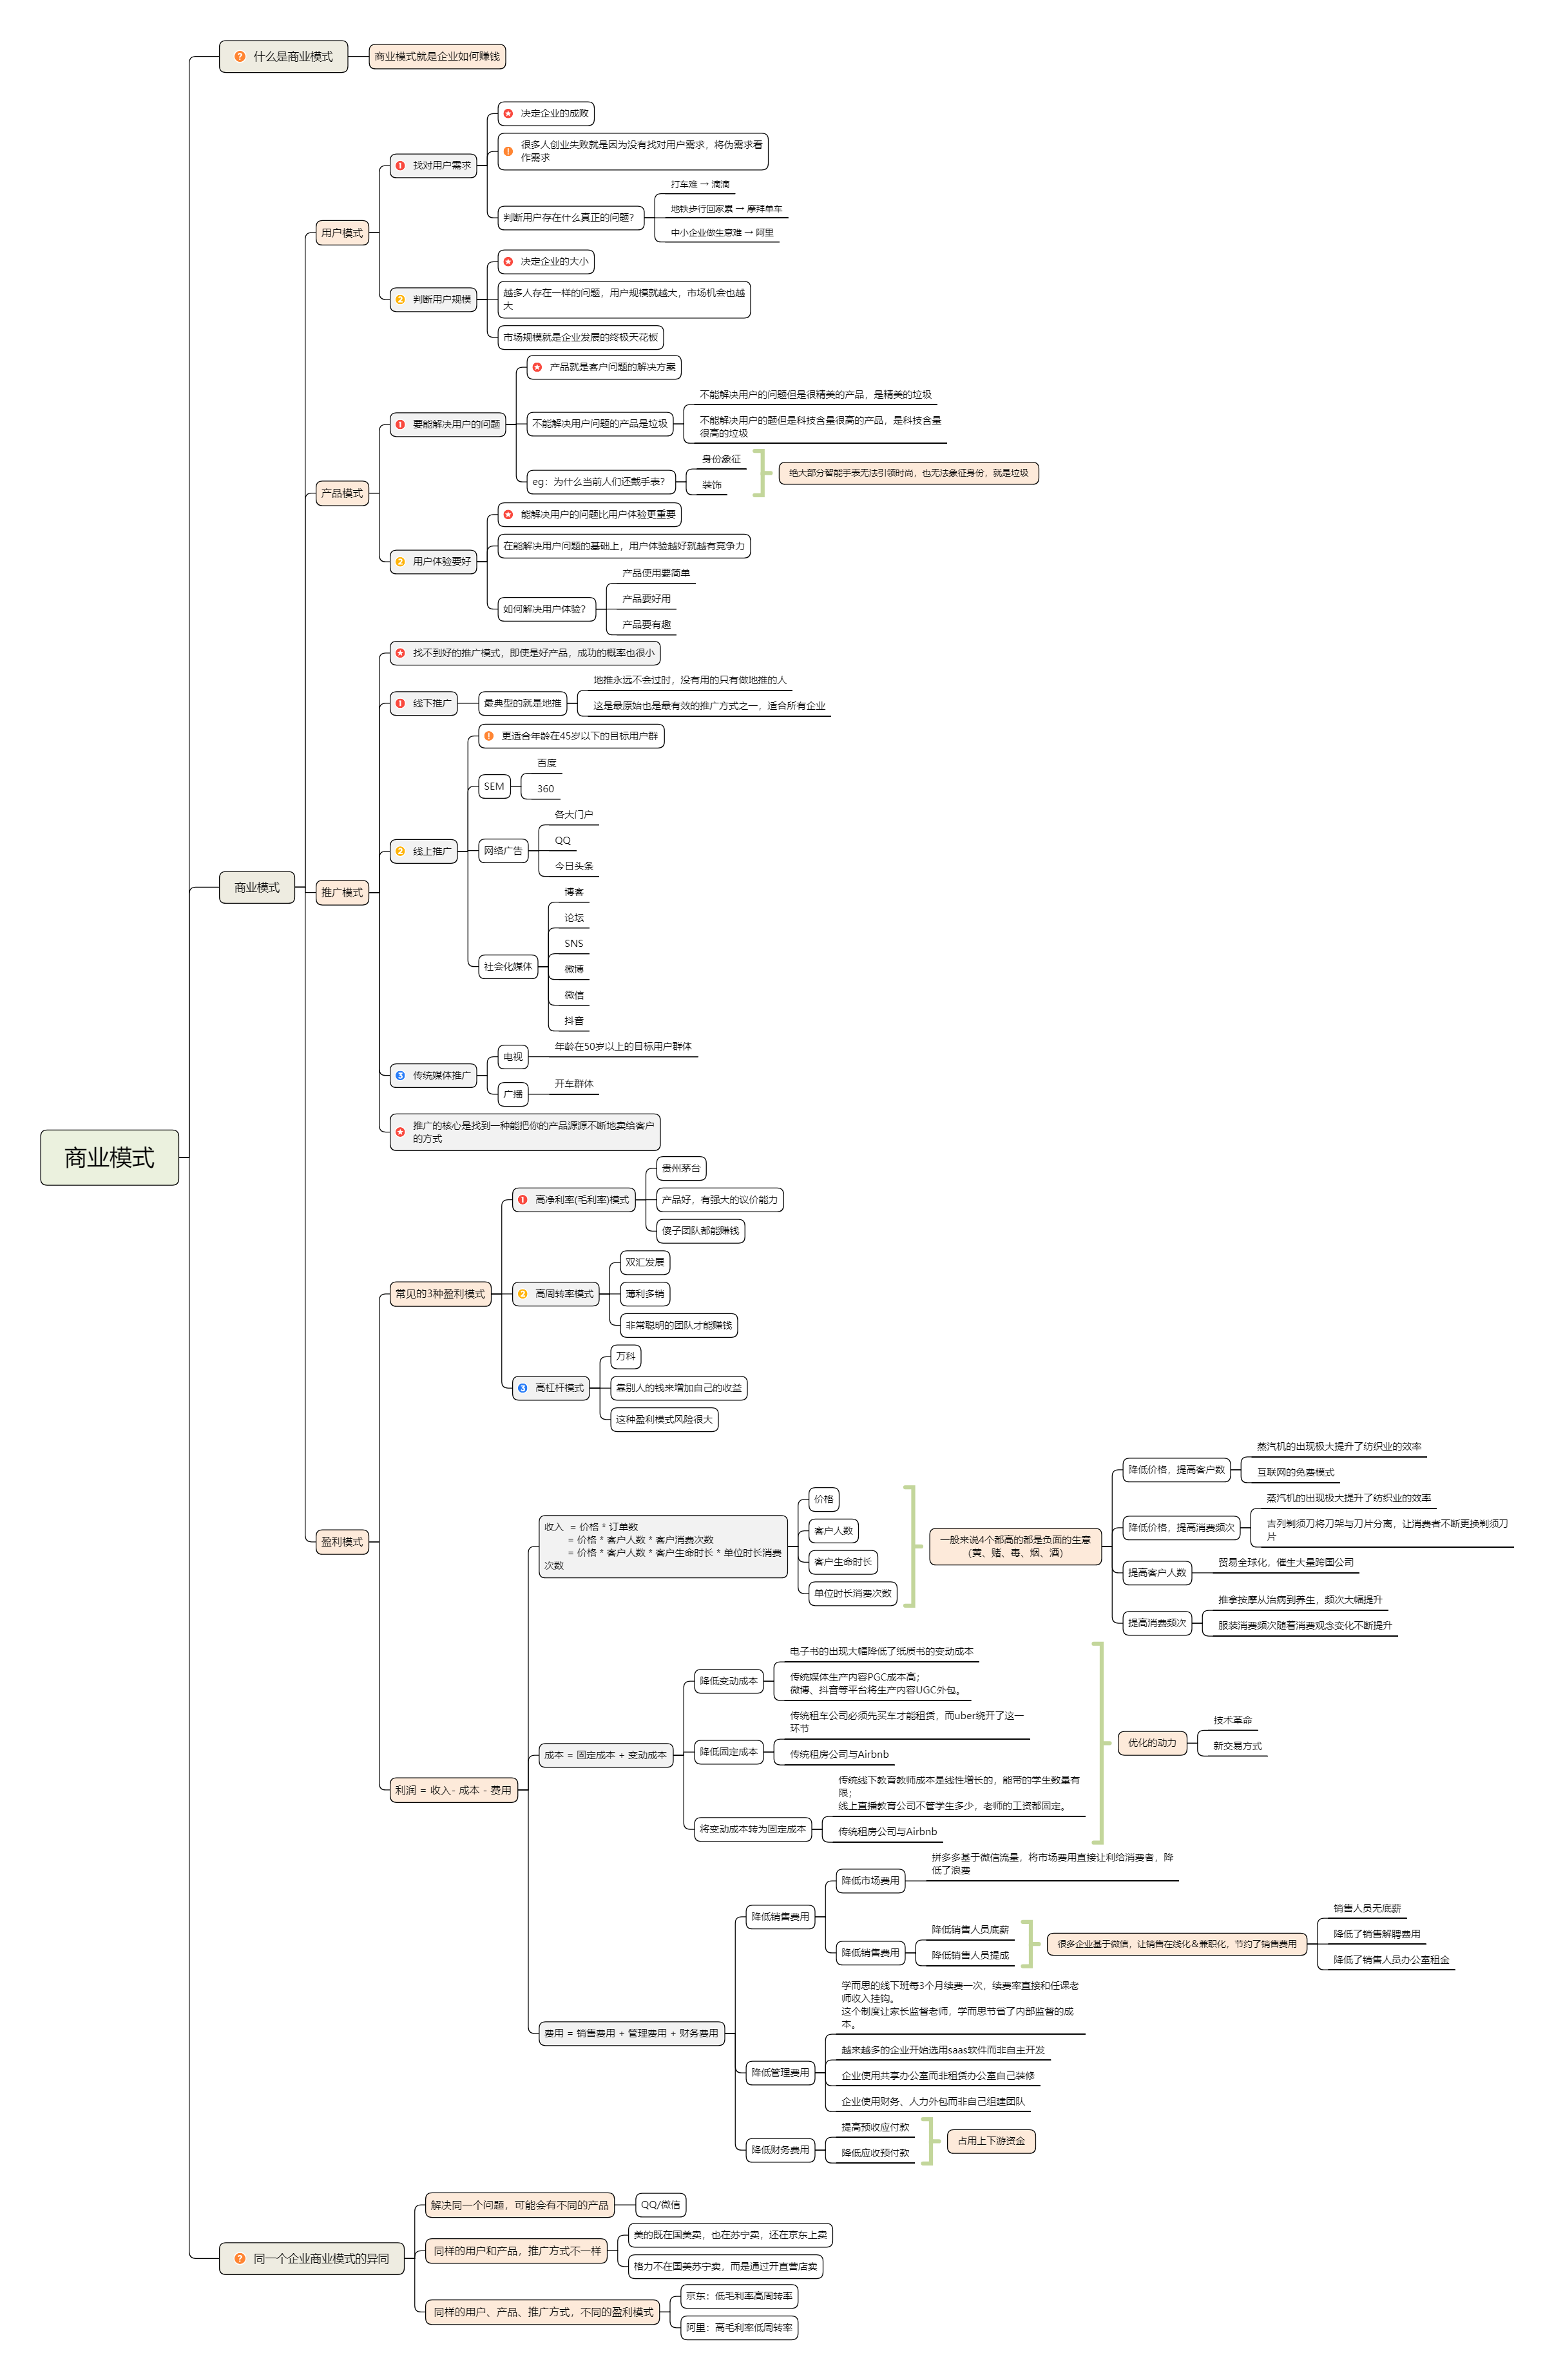 什么是商业模式
商业模式就是企业如何赚钱
决定企业的成败
很多人创业失败就是因为没有找对用户需求，将伪需求看
作需求
找对用户需求
打车难 → 滴滴
地铁步行回家累 → 摩拜单车
判断用户存在什么真正的问题？
中小企业做生意难 → 阿里
用户模式
决定企业的大小
判断用户规模
越多人存在一样的问题，用户规模就越大，市场机会也越
大
市场规模就是企业发展的终极天花板
产品就是客户问题的解决方案
不能解决用户的问题但是很精美的产品，是精美的垃圾
要能解决用户的问题
不能解决用户问题的产品是垃圾
不能解决用户的题但是科技含量很高的产品，是科技含量
很高的垃圾
身份象征
绝大部分智能手表无法引领时尚，也无法象征身份，就是垃圾
eg：为什么当前人们还戴手表？
装饰
产品模式
能解决用户的问题比用户体验更重要
在能解决用户问题的基础上，用户体验越好就越有竞争力
用户体验要好
产品使用要简单
如何解决用户体验？
产品要好用
产品要有趣
找不到好的推广模式，即使是好产品，成功的概率也很小
地推永远不会过时，没有用的只有做地推的人
线下推广
最典型的就是地推
这是最原始也是最有效的推广方式之一，适合所有企业
更适合年龄在45岁以下的目标用户群
百度
SEM
360
各大门户
线上推广
网络广告
QQ
今日头条
商业模式
推广模式
博客
论坛
SNS
社会化媒体
微博
微信
抖音
年龄在50岁以上的目标用户群体
电视
传统媒体推广
开车群体
广播
推广的核心是找到一种能把你的产品源源不断地卖给客户
的方式
商业模式
贵州茅台
高净利率(毛利率)模式
产品好，有强大的议价能力
傻子团队都能赚钱
双汇发展
常见的3种盈利模式
高周转率模式
薄利多销
非常聪明的团队才能赚钱
万科
高杠杆模式
靠别人的钱来增加自己的收益
这种盈利模式风险很大
盈利模式
收入 = 价格 * 订单数
= 价格 * 客户人数 * 客户消费次数
= 价格 * 客户人数 * 客户生命时长 * 单位时长消费
次数
价格
客户人数
客户生命时长
单位时长消费次数
一般来说4个都高的都是负面的生意
（黄、赌、毒、烟、酒）
蒸汽机的出现极大提升了纺织业的效率
降低价格，提高客户数
互联网的免费模式
蒸汽机的出现极大提升了纺织业的效率
降低价格，提高消费频次
吉列剃须刀将刀架与刀片分离，让消费者不断更换剃须刀
片
贸易全球化，催生大量跨国公司
提高客户人数
推拿按摩从治病到养生，频次大幅提升
提高消费频次
服装消费频次随着消费观念变化不断提升
电子书的出现大幅降低了纸质书的变动成本
降低变动成本
传统媒体生产内容PGC成本高；
微博、抖音等平台将生产内容UGC外包。
传统租车公司必须先买车才能租赁，而uber绕开了这一
环节
成本 = 固定成本 + 变动成本
降低固定成本
传统租房公司与Airbnb
优化的动力
技术革命
新交易方式
利润 = 收入- 成本 - 费用
传统线下教育教师成本是线性增长的，能带的学生数量有
限；
线上直播教育公司不管学生多少，老师的工资都固定。
将变动成本转为固定成本
传统租房公司与Airbnb
拼多多基于微信流量，将市场费用直接让利给消费者，降
低了浪费
降低市场费用
降低销售费用
降低销售人员底薪
降低销售费用
降低销售人员提成
很多企业基于微信，让销售在线化＆兼职化，节约了销售费用
销售人员无底薪
降低了销售解聘费用
降低了销售人员办公室租金
学而思的线下班每3个月续费一次，续费率直接和任课老
师收入挂钩。
这个制度让家长监督老师，学而思节省了内部监督的成
本。
费用 = 销售费用 + 管理费用 + 财务费用
越来越多的企业开始选用saas软件而非自主开发
降低管理费用
企业使用共享办公室而非租赁办公室自己装修
企业使用财务、人力外包而非自己组建团队
提高预收应付款
降低财务费用
降低应收预付款
占用上下游资金
解决同一个问题，可能会有不同的产品
QQ/微信
美的既在国美卖，也在苏宁卖，还在京东上卖
同一个企业商业模式的异同
同样的用户和产品，推广方式不一样
格力不在国美苏宁卖，而是通过开直营店卖
京东：低毛利率高周转率
同样的用户、产品、推广方式，不同的盈利模式
阿里：高毛利率低周转率